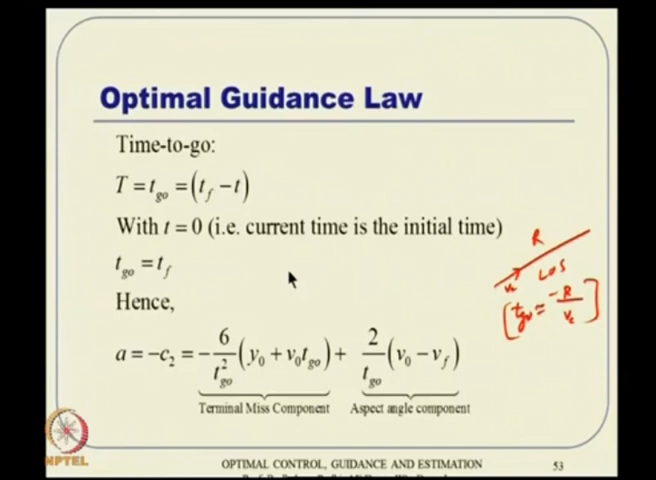 Optimal Guidance Law
Time-to-go:
T = t_go = (t_f − t)
With t = 0 (i.e. current time is the initial time)
t_go = t_f
Hence,
a = −c_2 = −6/t_go^2 (y_0 + v_0 t_go) + 2/t_go (v_0 − v_f)
Terminal Miss Component Aspect angle component
R
LOS
[t_go ≈ −R/V_c]
NPTEL
OPTIMAL CONTROL, GUIDANCE AND ESTIMATION 53